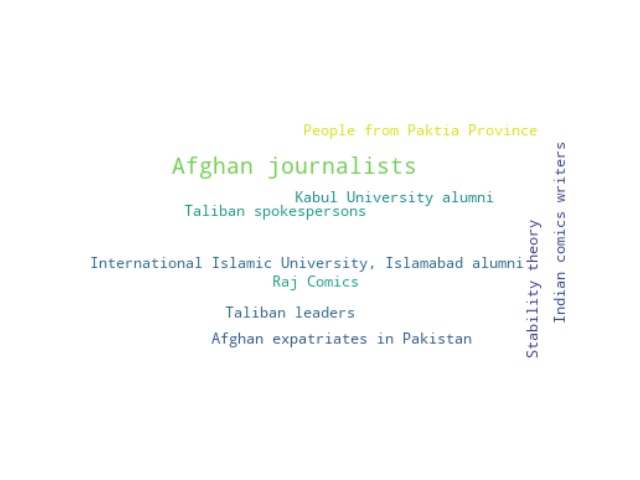 People from Paktia Province
Afghan journalists
Kabul University alumni
Taliban spokespersons
International Islamic University, Islamabad alumni
Raj Comics
Taliban leaders
Afghan expatriates in Pakistan
Stability theory
Indian comics writers